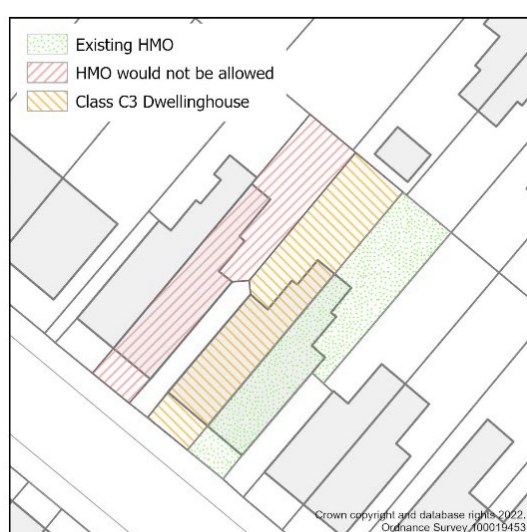 Existing HMO
HMO would not be allowed
Class C3 Dwellinghouse
Crown copyright and database rights 2022.
Ordnance Survey 100019453